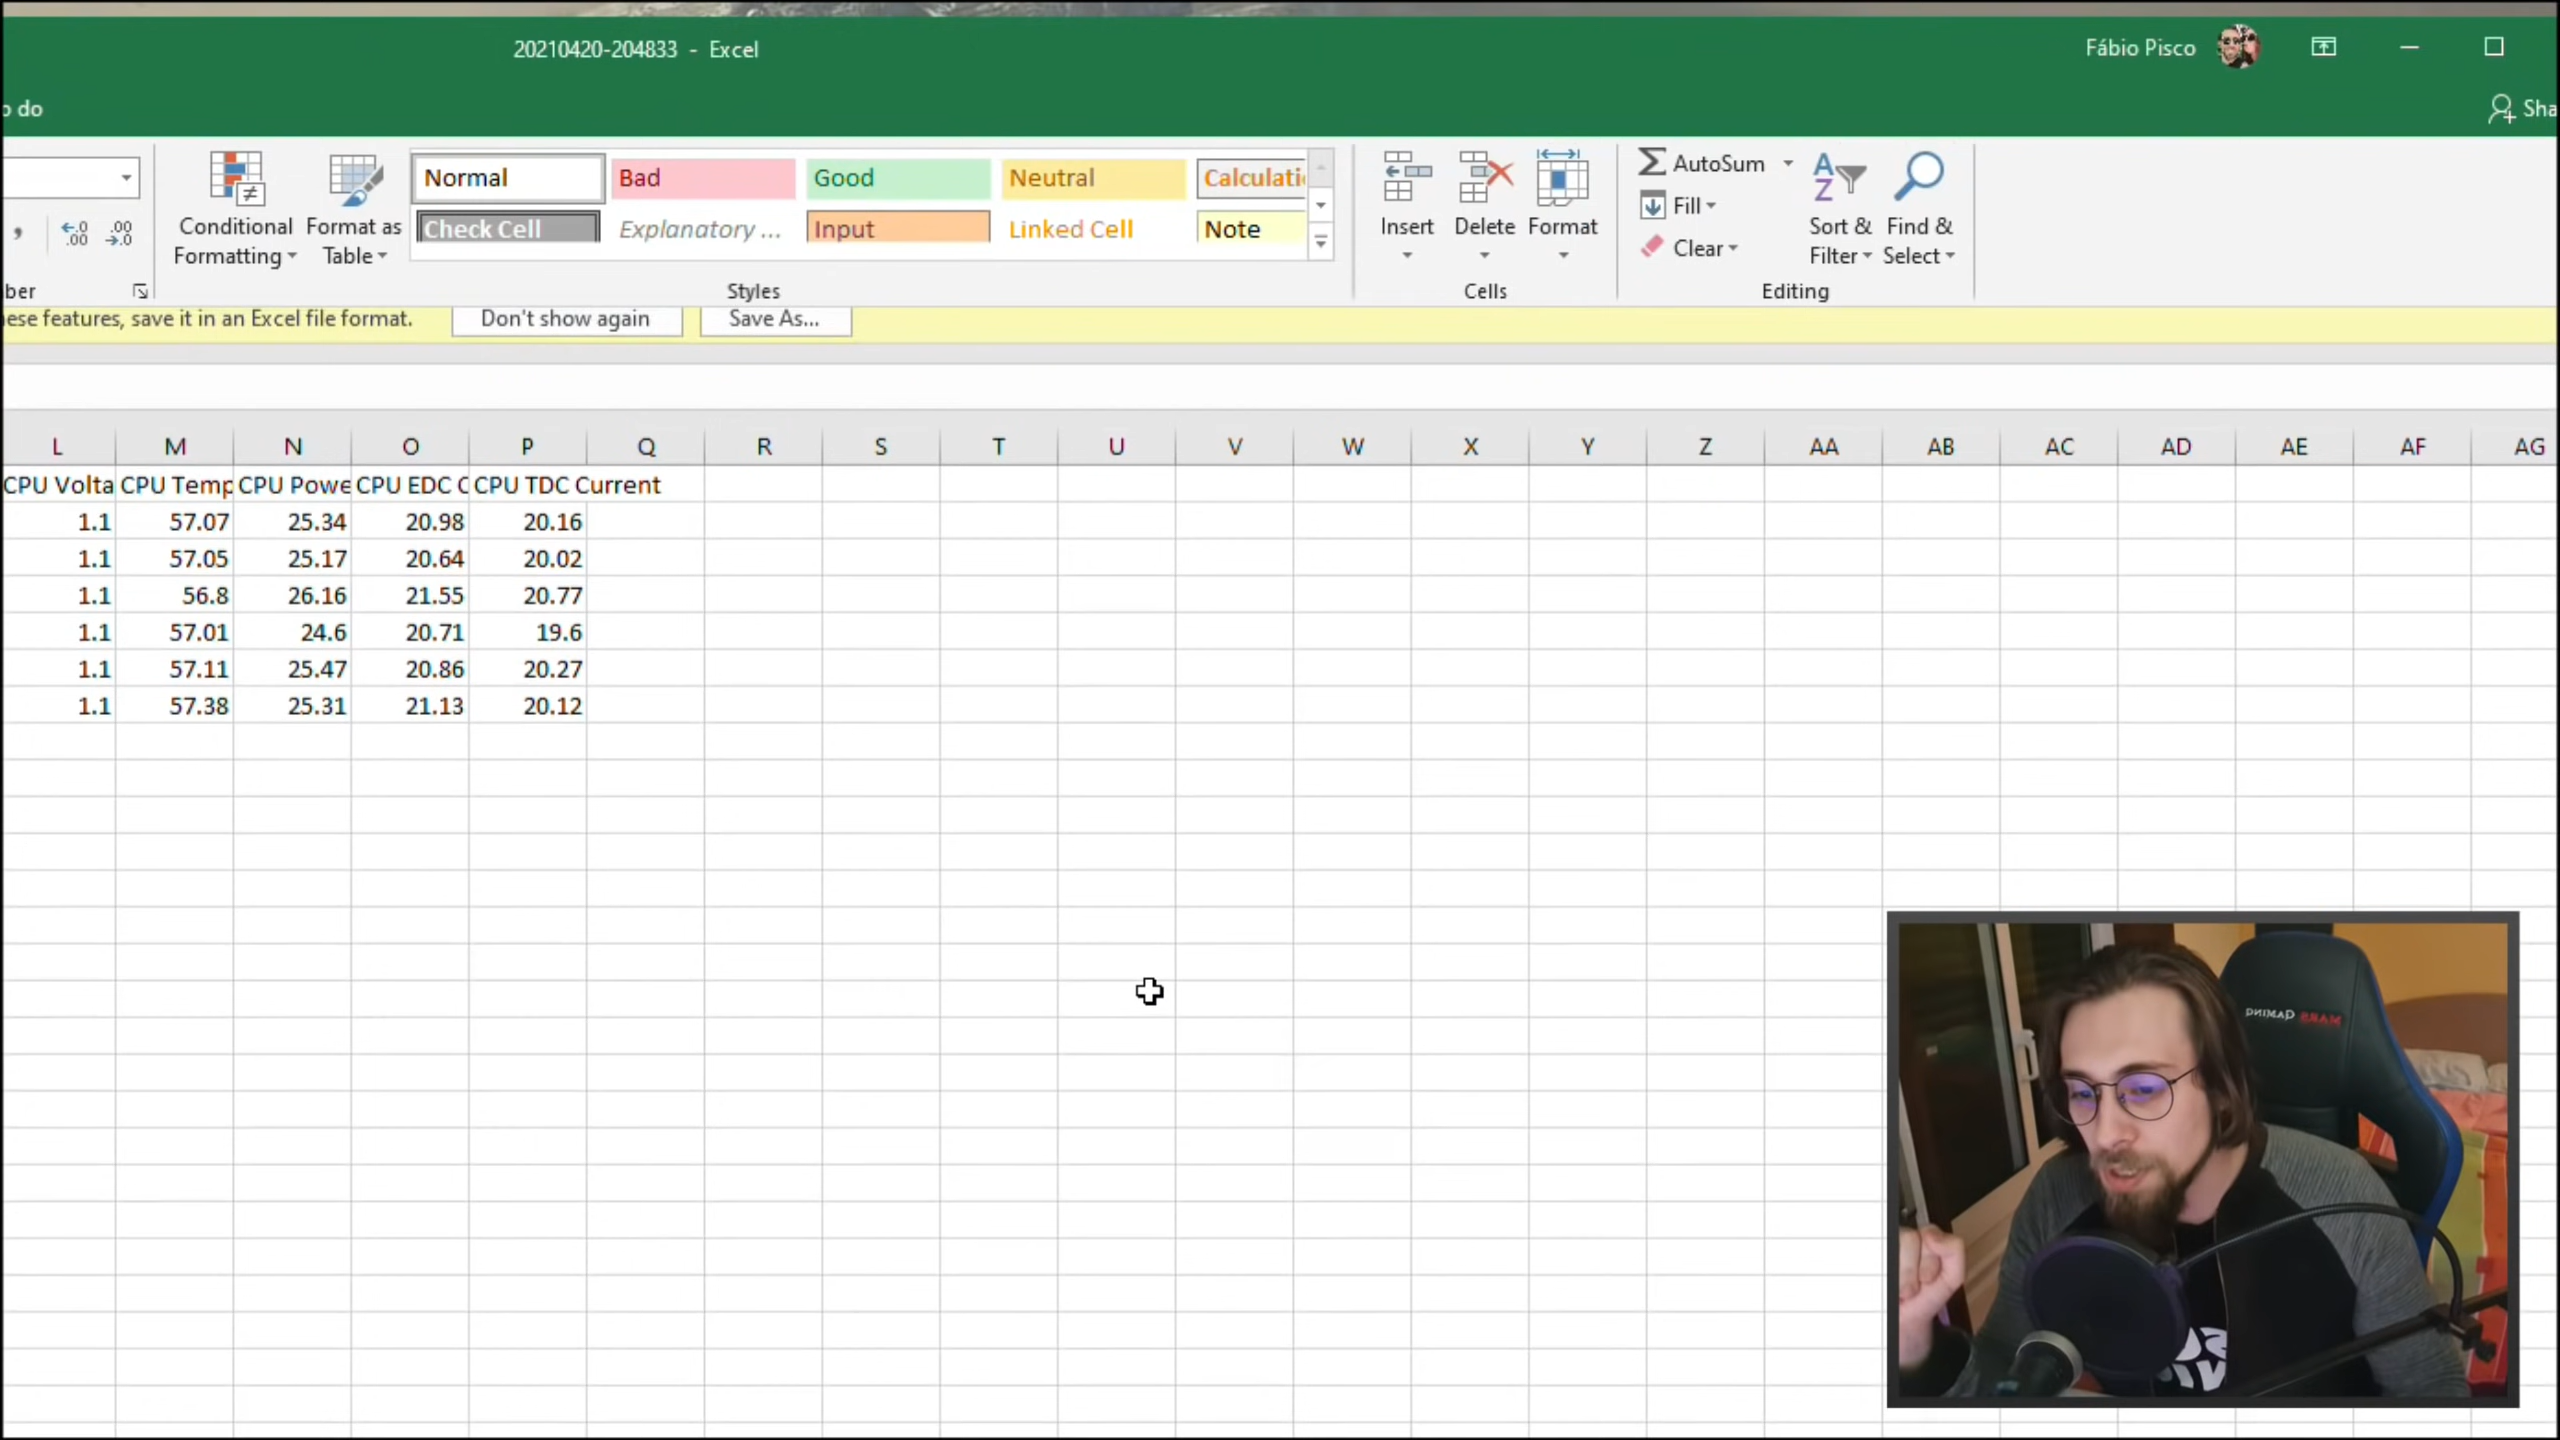 20210420-204833 - Excel
Fábio Pisco
o do
Sha
Normal
Bad
Good
Neutral
Calculati
Check Cell
Explanatory ...
Input
Linked Cell
Note
Conditional
Formatting
Format as
Table
Insert
Delete
Format
AutoSum
Fill
Clear
Sort &
Filter
Find &
Select
ber
Styles
Cells
Editing
ese features, save it in an Excel file format.
Don't show again
Save As...
L M N O P Q R S T U V W X Y Z AA AB AC AD AE AF AG
CPU Volta CPU Temp CPU Powe CPU EDC C CPU TDC Current
1.1 57.07 25.34 20.98 20.16
1.1 57.05 25.17 20.64 20.02
1.1 56.8 26.16 21.55 20.77
1.1 57.01 24.6 20.71 19.6
1.1 57.11 25.47 20.86 20.27
1.1 57.38 25.31 21.13 20.12
MARS GAMING